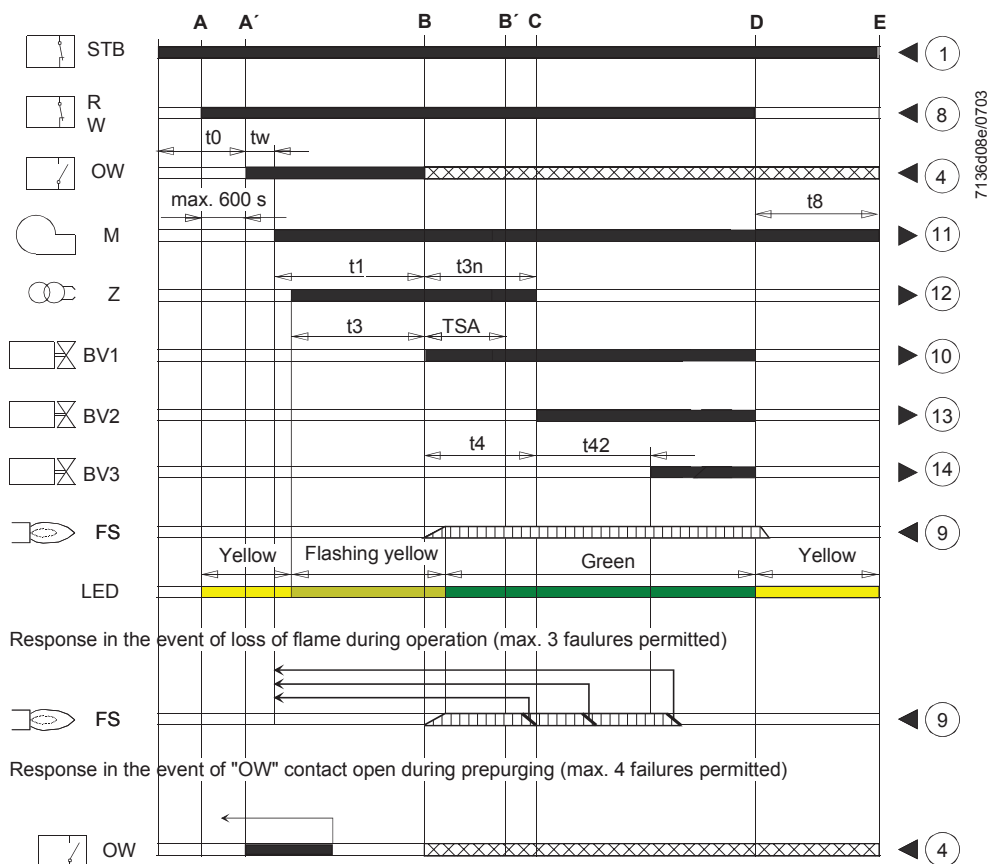 A A´ B B´ C D E
STB 1
R
W 8
t0 tw
OW 4
max. 600 s t8
M 11
t1 t3n
Z 12
t3 TSA
BV1 10
BV2 13
t4 t42
BV3 14
FS 9
Yellow Flashing yellow Green Yellow
LED
Response in the event of loss of flame during operation (max. 3 faulures permitted)
FS 9
Response in the event of "OW" contact open during prepurging (max. 4 failures permitted)
OW 4
7136d08e/0703